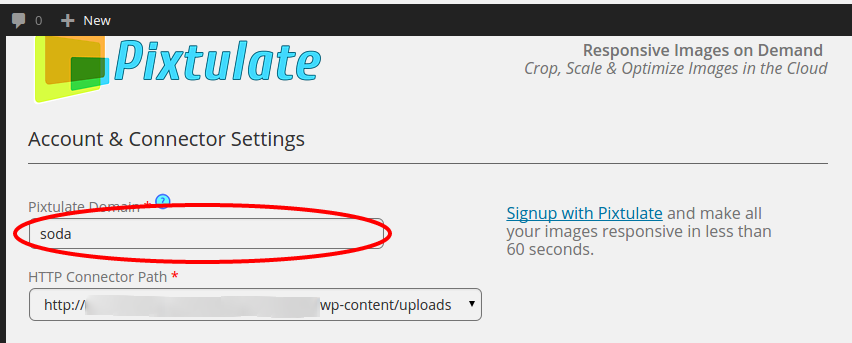 0 New
Pixtulate
Responsive Images on Demand
Crop, Scale & Optimize Images in the Cloud
Account & Connector Settings
Pixtulate Domain * ?
soda
Signup with Pixtulate and make all
your images responsive in less than
60 seconds.
HTTP Connector Path *
http:// wp-content/uploads